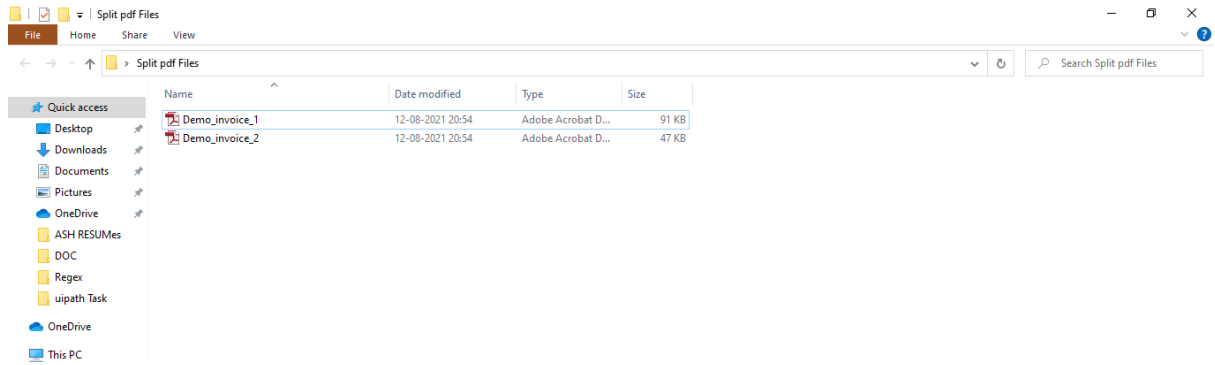 Split pdf Files
File Home Share View
Split pdf Files
Search Split pdf Files
Name Date modified Type Size
Quick access
Demo_invoice_1 12-08-2021 20:54 Adobe Acrobat D... 91 KB
Desktop
Demo_invoice_2 12-08-2021 20:54 Adobe Acrobat D... 47 KB
Downloads
Documents
Pictures
OneDrive
ASH RESUMes
DOC
Regex
uipath Task
OneDrive
This PC